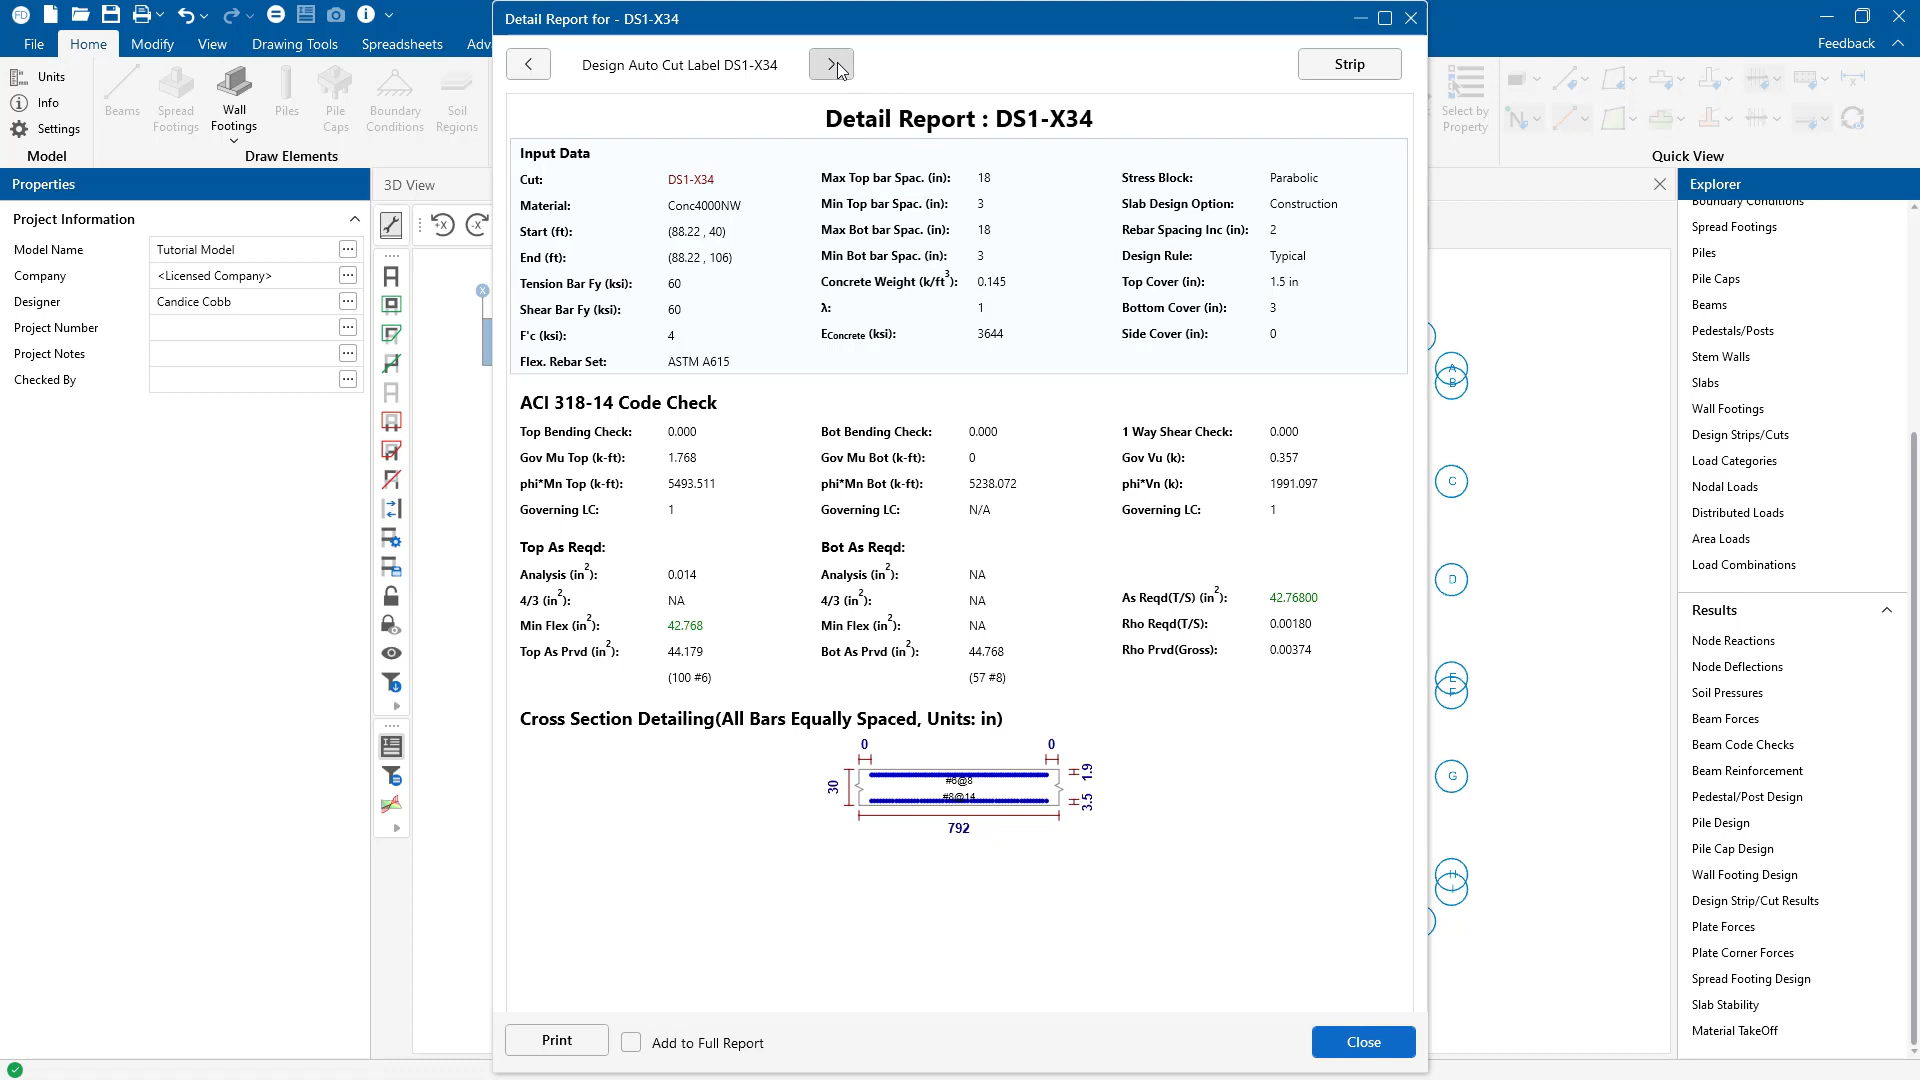 FD
Detail Report for - DS1-X34
File Home Modify View Drawing Tools Spreadsheets Adv
Feedback
Units
Info
Settings
Model
Beams
Spread Footings
Wall Footings
Piles
Pile Caps
Boundary Conditions
Soil Regions
Draw Elements
Select by Property
Quick View
Properties
Project Information
Model Name Tutorial Model
Company <Licensed Company>
Designer Candice Cobb
Project Number
Project Notes
Checked By
3D View
+X -X
X
Design Auto Cut Label DS1-X34
Strip
Detail Report : DS1-X34
Input Data
Cut: DS1-X34
Material: Conc4000NW
Start (ft): (88.22 , 40)
End (ft): (88.22 , 106)
Tension Bar Fy (ksi): 60
Shear Bar Fy (ksi): 60
F'c (ksi): 4
Flex. Rebar Set: ASTM A615
Max Top bar Spac. (in): 18
Min Top bar Spac. (in): 3
Max Bot bar Spac. (in): 18
Min Bot bar Spac. (in): 3
Concrete Weight (k/ft3): 0.145
λ: 1
EConcrete (ksi): 3644
Stress Block: Parabolic
Slab Design Option: Construction
Rebar Spacing Inc (in): 2
Design Rule: Typical
Top Cover (in): 1.5 in
Bottom Cover (in): 3
Side Cover (in): 0
ACI 318-14 Code Check
Top Bending Check: 0.000 Bot Bending Check: 0.000 1 Way Shear Check: 0.000
Gov Mu Top (k-ft): 1.768 Gov Mu Bot (k-ft): 0 Gov Vu (k): 0.357
phi*Mn Top (k-ft): 5493.511 phi*Mn Bot (k-ft): 5238.072 phi*Vn (k): 1991.097
Governing LC: 1 Governing LC: N/A Governing LC: 1
Top As Reqd: Bot As Reqd:
Analysis (in2): 0.014 Analysis (in2): NA
4/3 (in2): NA 4/3 (in2): NA As Reqd(T/S) (in2): 42.76800
Min Flex (in2): 42.768 Min Flex (in2): NA Rho Reqd(T/S): 0.00180
Top As Prvd (in2): 44.179 Bot As Prvd (in2): 44.768 Rho Prvd(Gross): 0.00374
(100 #6) (57 #8)
Cross Section Detailing(All Bars Equally Spaced, Units: in)
0 0
30
#6@8
#8@14
1.9
3.5
792
Print
Add to Full Report
Close
A
B
C
D
E
F
G
H
I
Explorer
Boundary Conditions
Spread Footings
Piles
Pile Caps
Beams
Pedestals/Posts
Stem Walls
Slabs
Wall Footings
Design Strips/Cuts
Load Categories
Nodal Loads
Distributed Loads
Area Loads
Load Combinations
Results
Node Reactions
Node Deflections
Soil Pressures
Beam Forces
Beam Code Checks
Beam Reinforcement
Pedestal/Post Design
Pile Design
Pile Cap Design
Wall Footing Design
Design Strip/Cut Results
Plate Forces
Plate Corner Forces
Spread Footing Design
Slab Stability
Material TakeOff